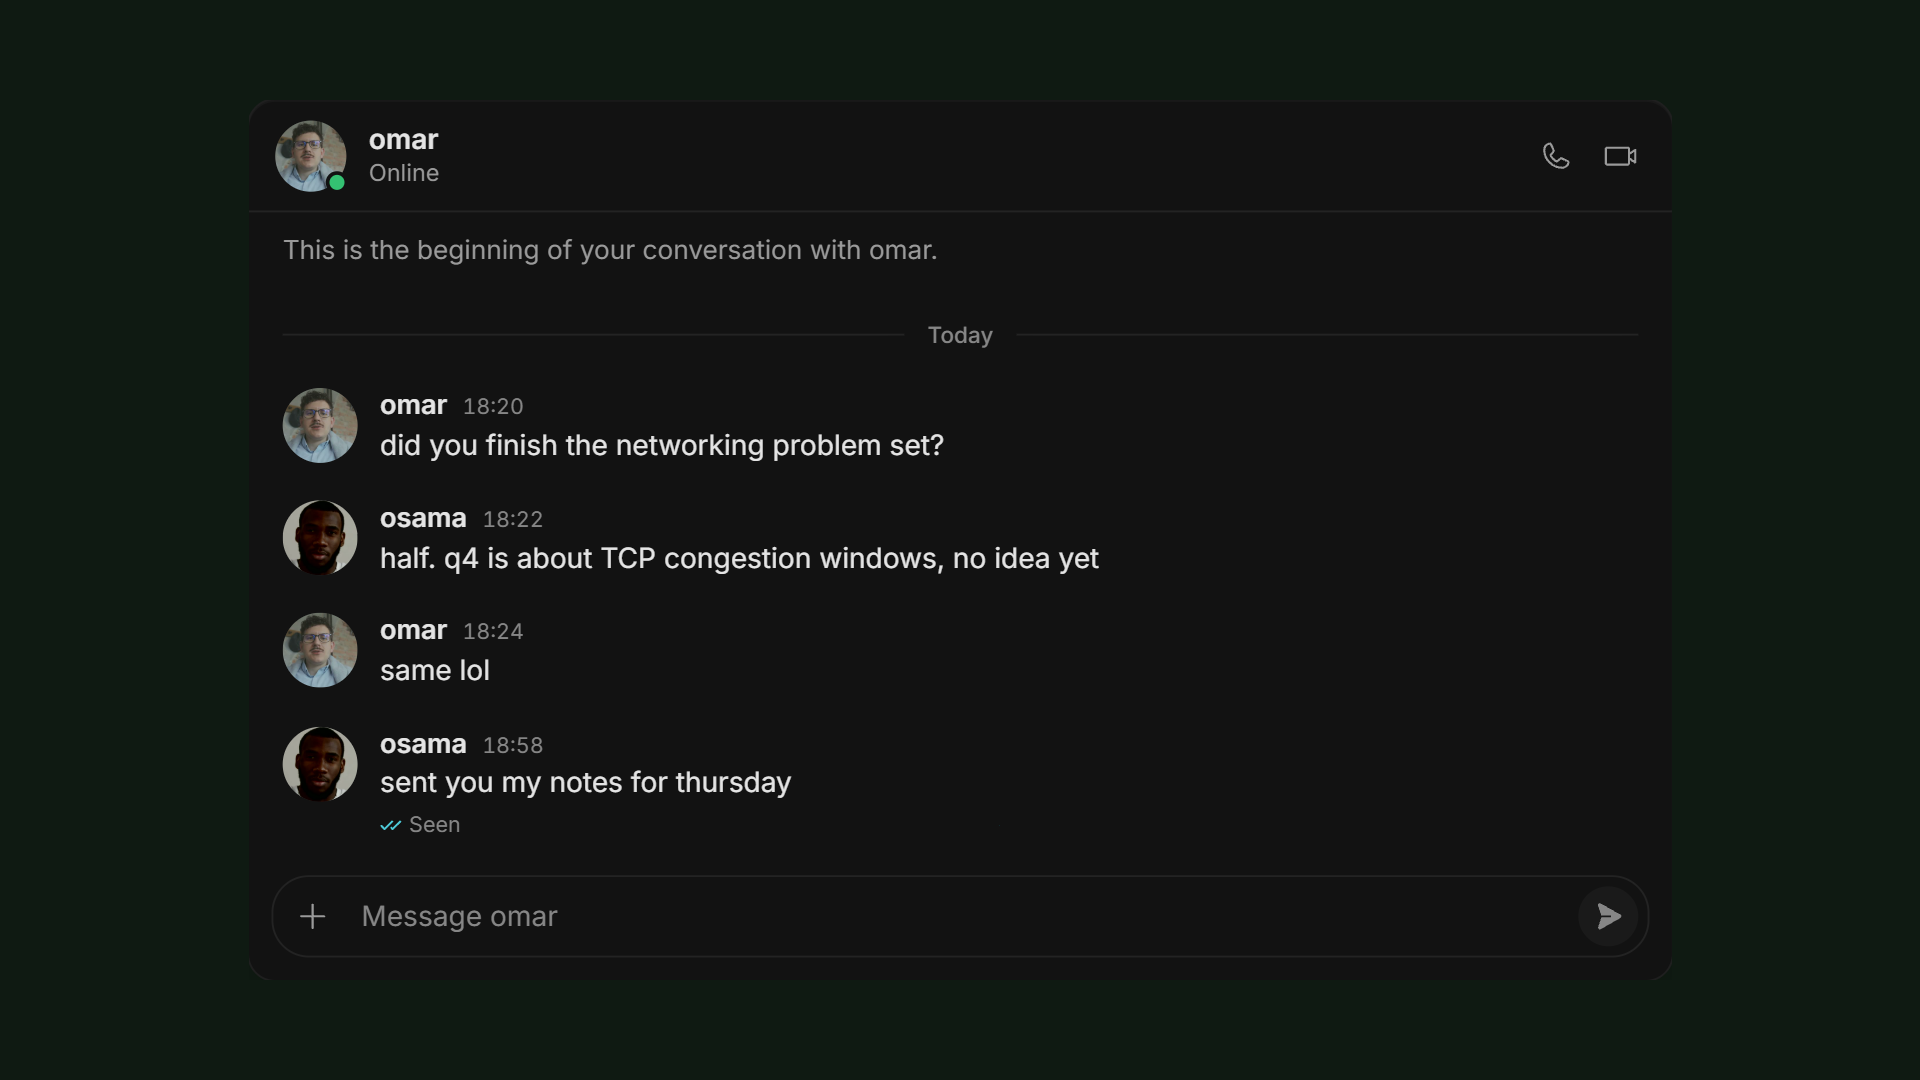 omar
Online
This is the beginning of your conversation with omar.
Today
omar 18:20
did you finish the networking problem set?
osama 18:22
half. q4 is about TCP congestion windows, no idea yet
omar 18:24
same lol
osama 18:58
sent you my notes for thursday
Seen
Message omar